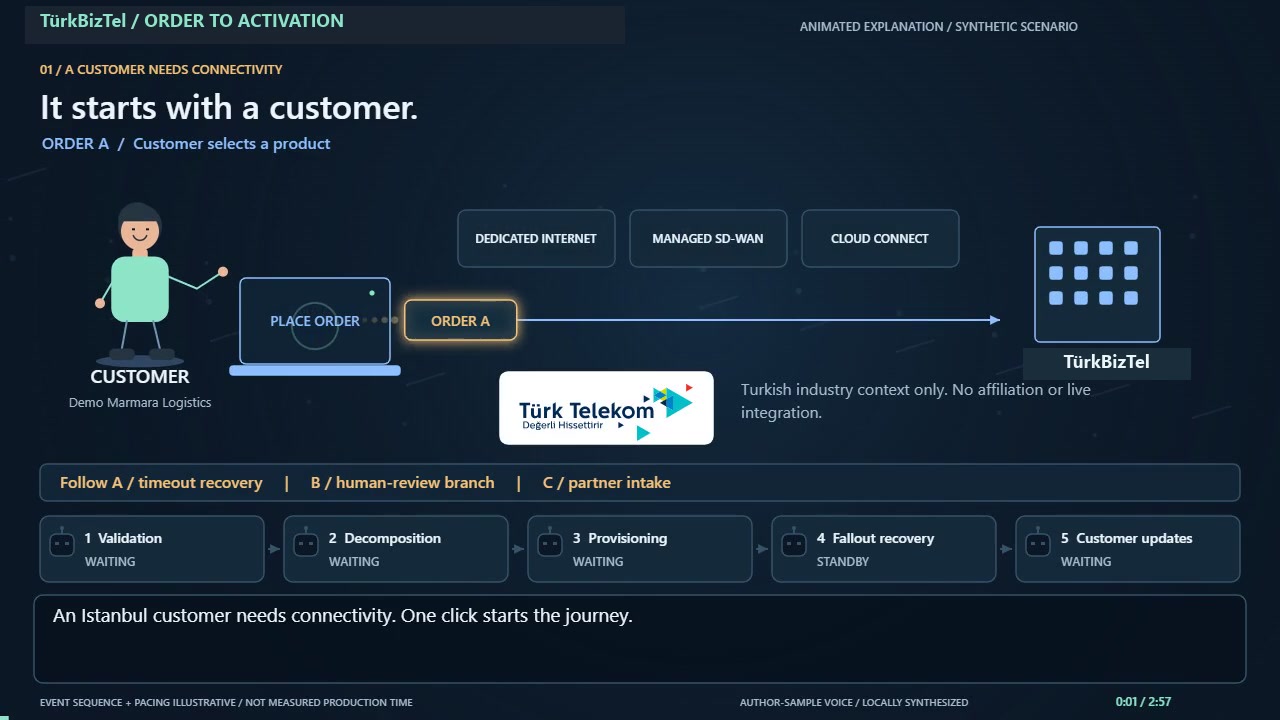 TürkBizTel / ORDER TO ACTIVATION
ANIMATED EXPLANATION / SYNTHETIC SCENARIO
01 / A CUSTOMER NEEDS CONNECTIVITY
It starts with a customer.
ORDER A / Customer selects a product
DEDICATED INTERNET
MANAGED SD-WAN
CLOUD CONNECT
PLACE ORDER
ORDER A
TürkBizTel
CUSTOMER
Demo Marmara Logistics
Türk Telekom
Değerli Hissettirir
Turkish industry context only. No affiliation or live
integration.
Follow A / timeout recovery | B / human-review branch | C / partner intake
1 Validation
WAITING
2 Decomposition
WAITING
3 Provisioning
WAITING
4 Fallout recovery
STANDBY
5 Customer updates
WAITING
An Istanbul customer needs connectivity. One click starts the journey.
EVENT SEQUENCE + PACING ILLUSTRATIVE / NOT MEASURED PRODUCTION TIME
AUTHOR-SAMPLE VOICE / LOCALLY SYNTHESIZED
0:01 / 2:57